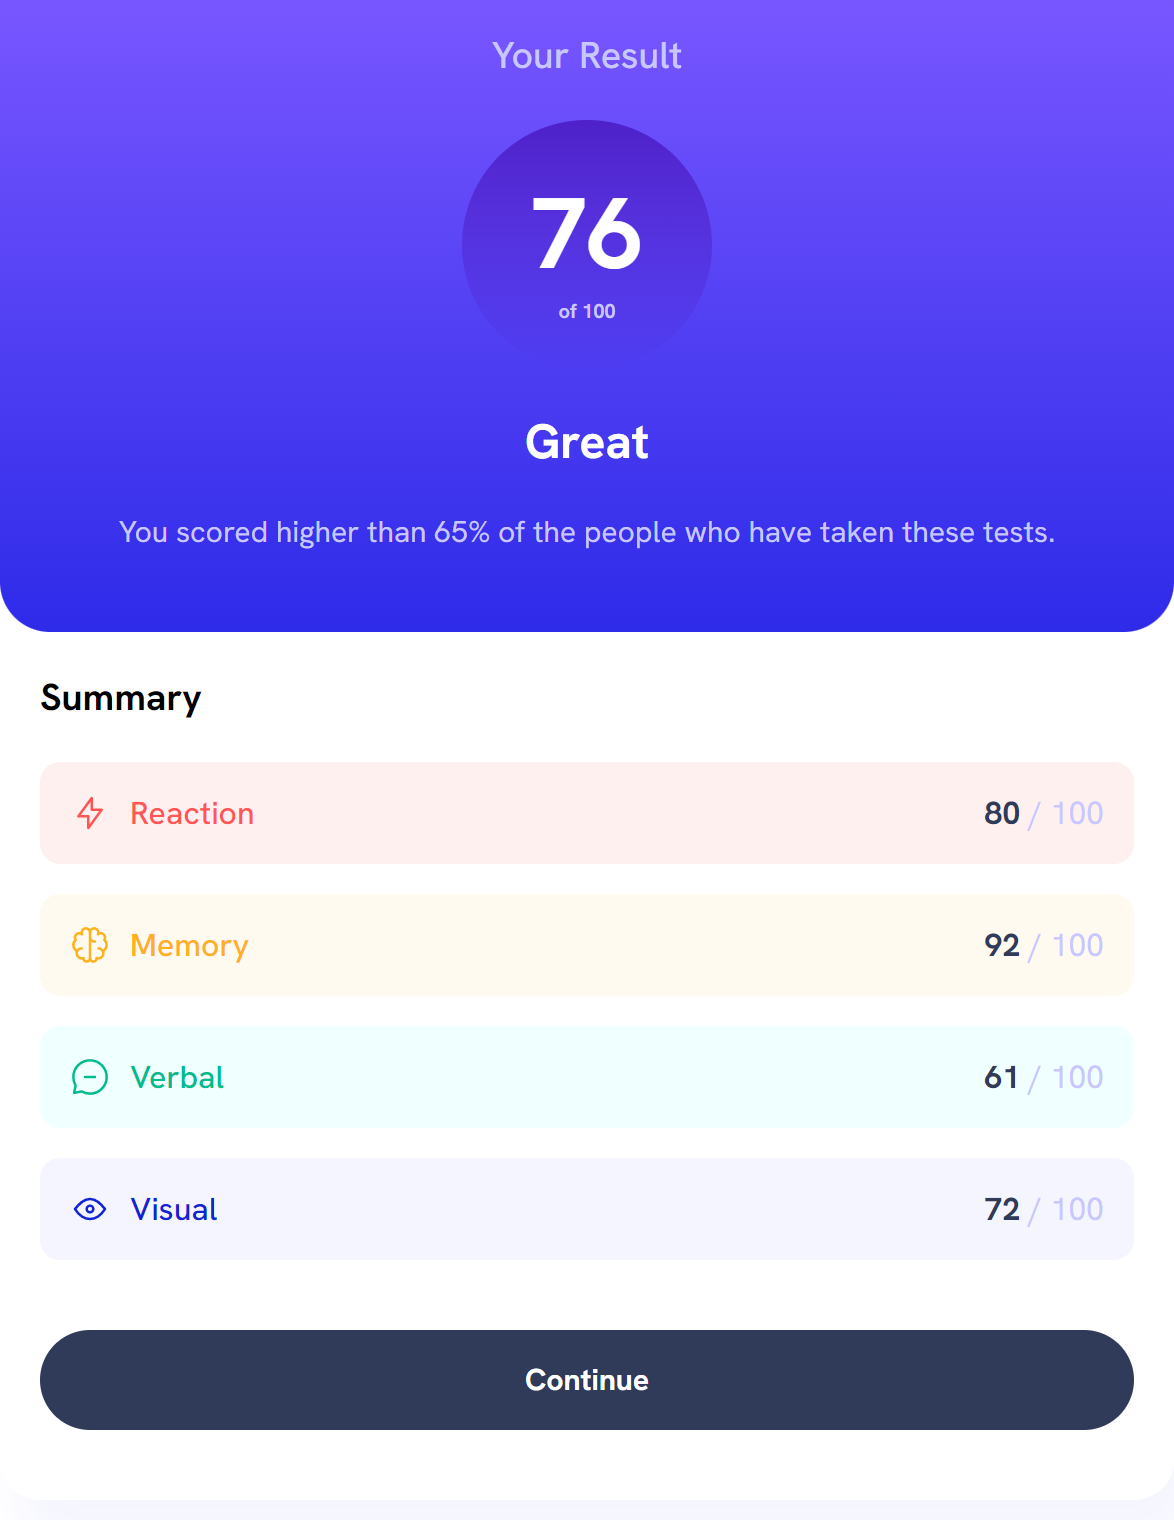 Your Result
76
of 100
Great
You scored higher than 65% of the people who have taken these tests.
Summary
Reaction 80 / 100
Memory 92 / 100
Verbal 61 / 100
Visual 72 / 100
Continue